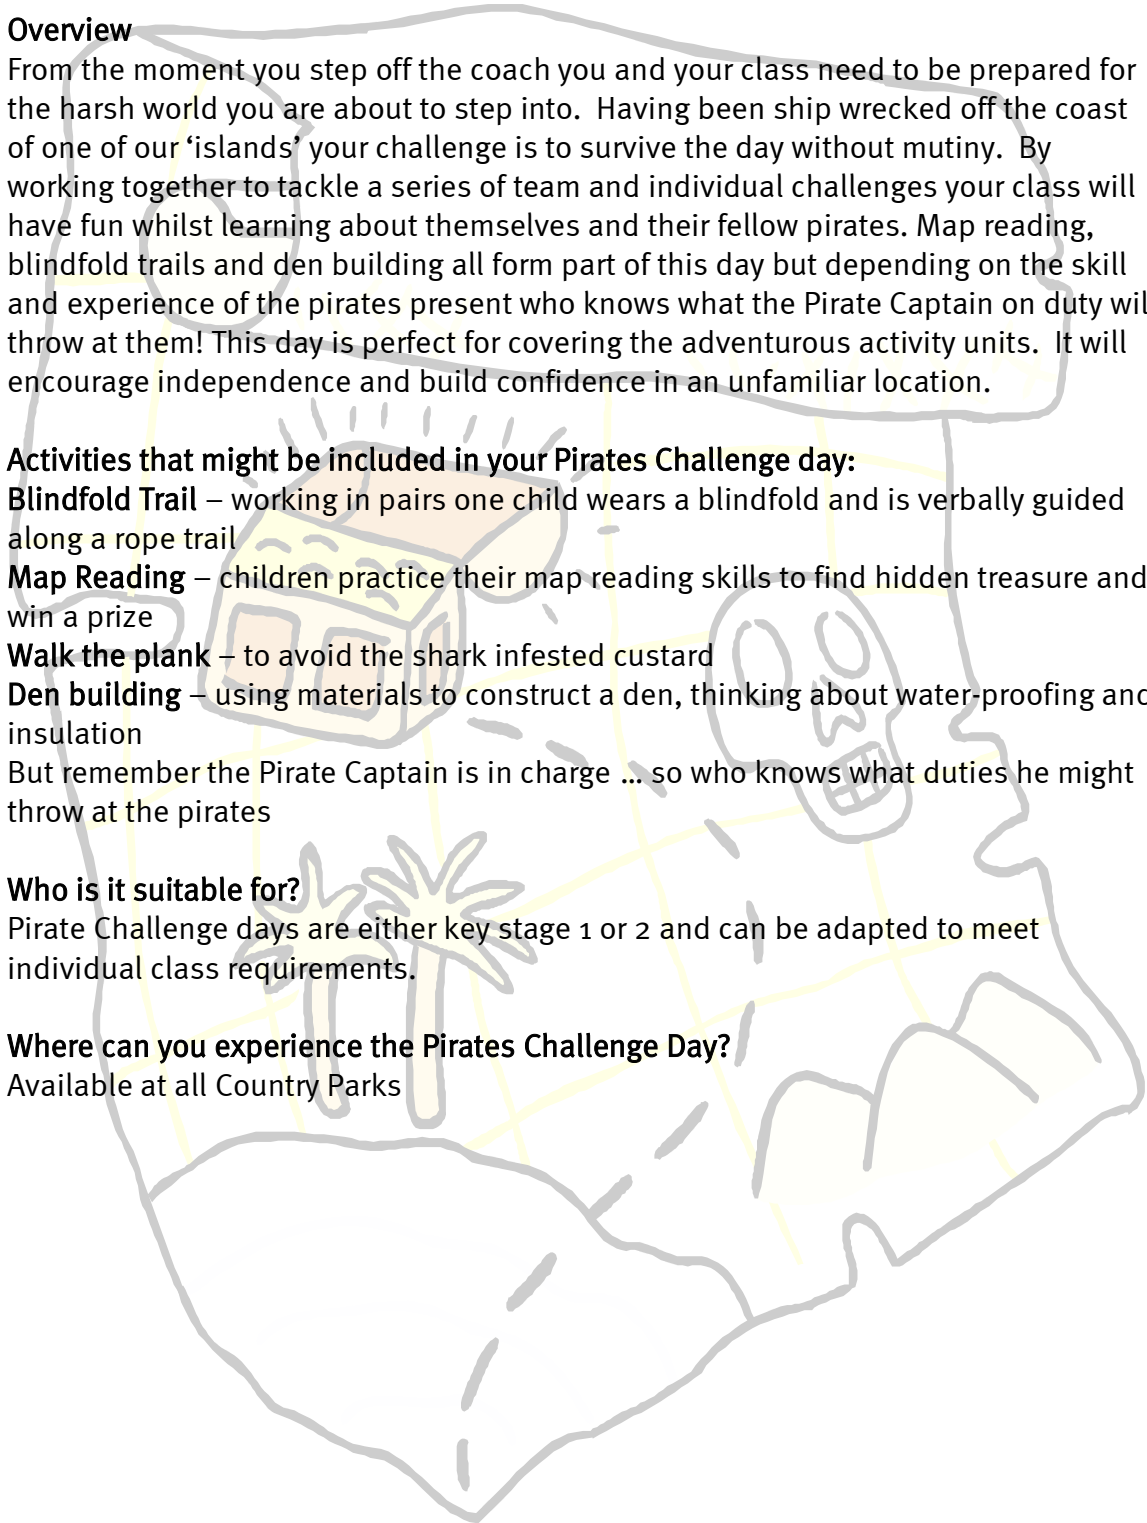 Overview
From the moment you step off the coach you and your class need to be prepared for
the harsh world you are about to step into.  Having been ship wrecked off the coast
of one of our ‘islands’ your challenge is to survive the day without mutiny.  By
working together to tackle a series of team and individual challenges your class will
have fun whilst learning about themselves and their fellow pirates. Map reading,
blindfold trails and den building all form part of this day but depending on the skill
and experience of the pirates present who knows what the Pirate Captain on duty wil
throw at them! This day is perfect for covering the adventurous activity units.  It will
encourage independence and build confidence in an unfamiliar location.
Activities that might be included in your Pirates Challenge day:
Blindfold Trail – working in pairs one child wears a blindfold and is verbally guided
along a rope trail
Map Reading – children practice their map reading skills to find hidden treasure and
win a prize
Walk the plank – to avoid the shark infested custard
Den building – using materials to construct a den, thinking about water-proofing and
insulation
But remember the Pirate Captain is in charge ... so who knows what duties he might
throw at the pirates
Who is it suitable for?
Pirate Challenge days are either key stage 1 or 2 and can be adapted to meet
individual class requirements.
Where can you experience the Pirates Challenge Day?
Available at all Country Parks